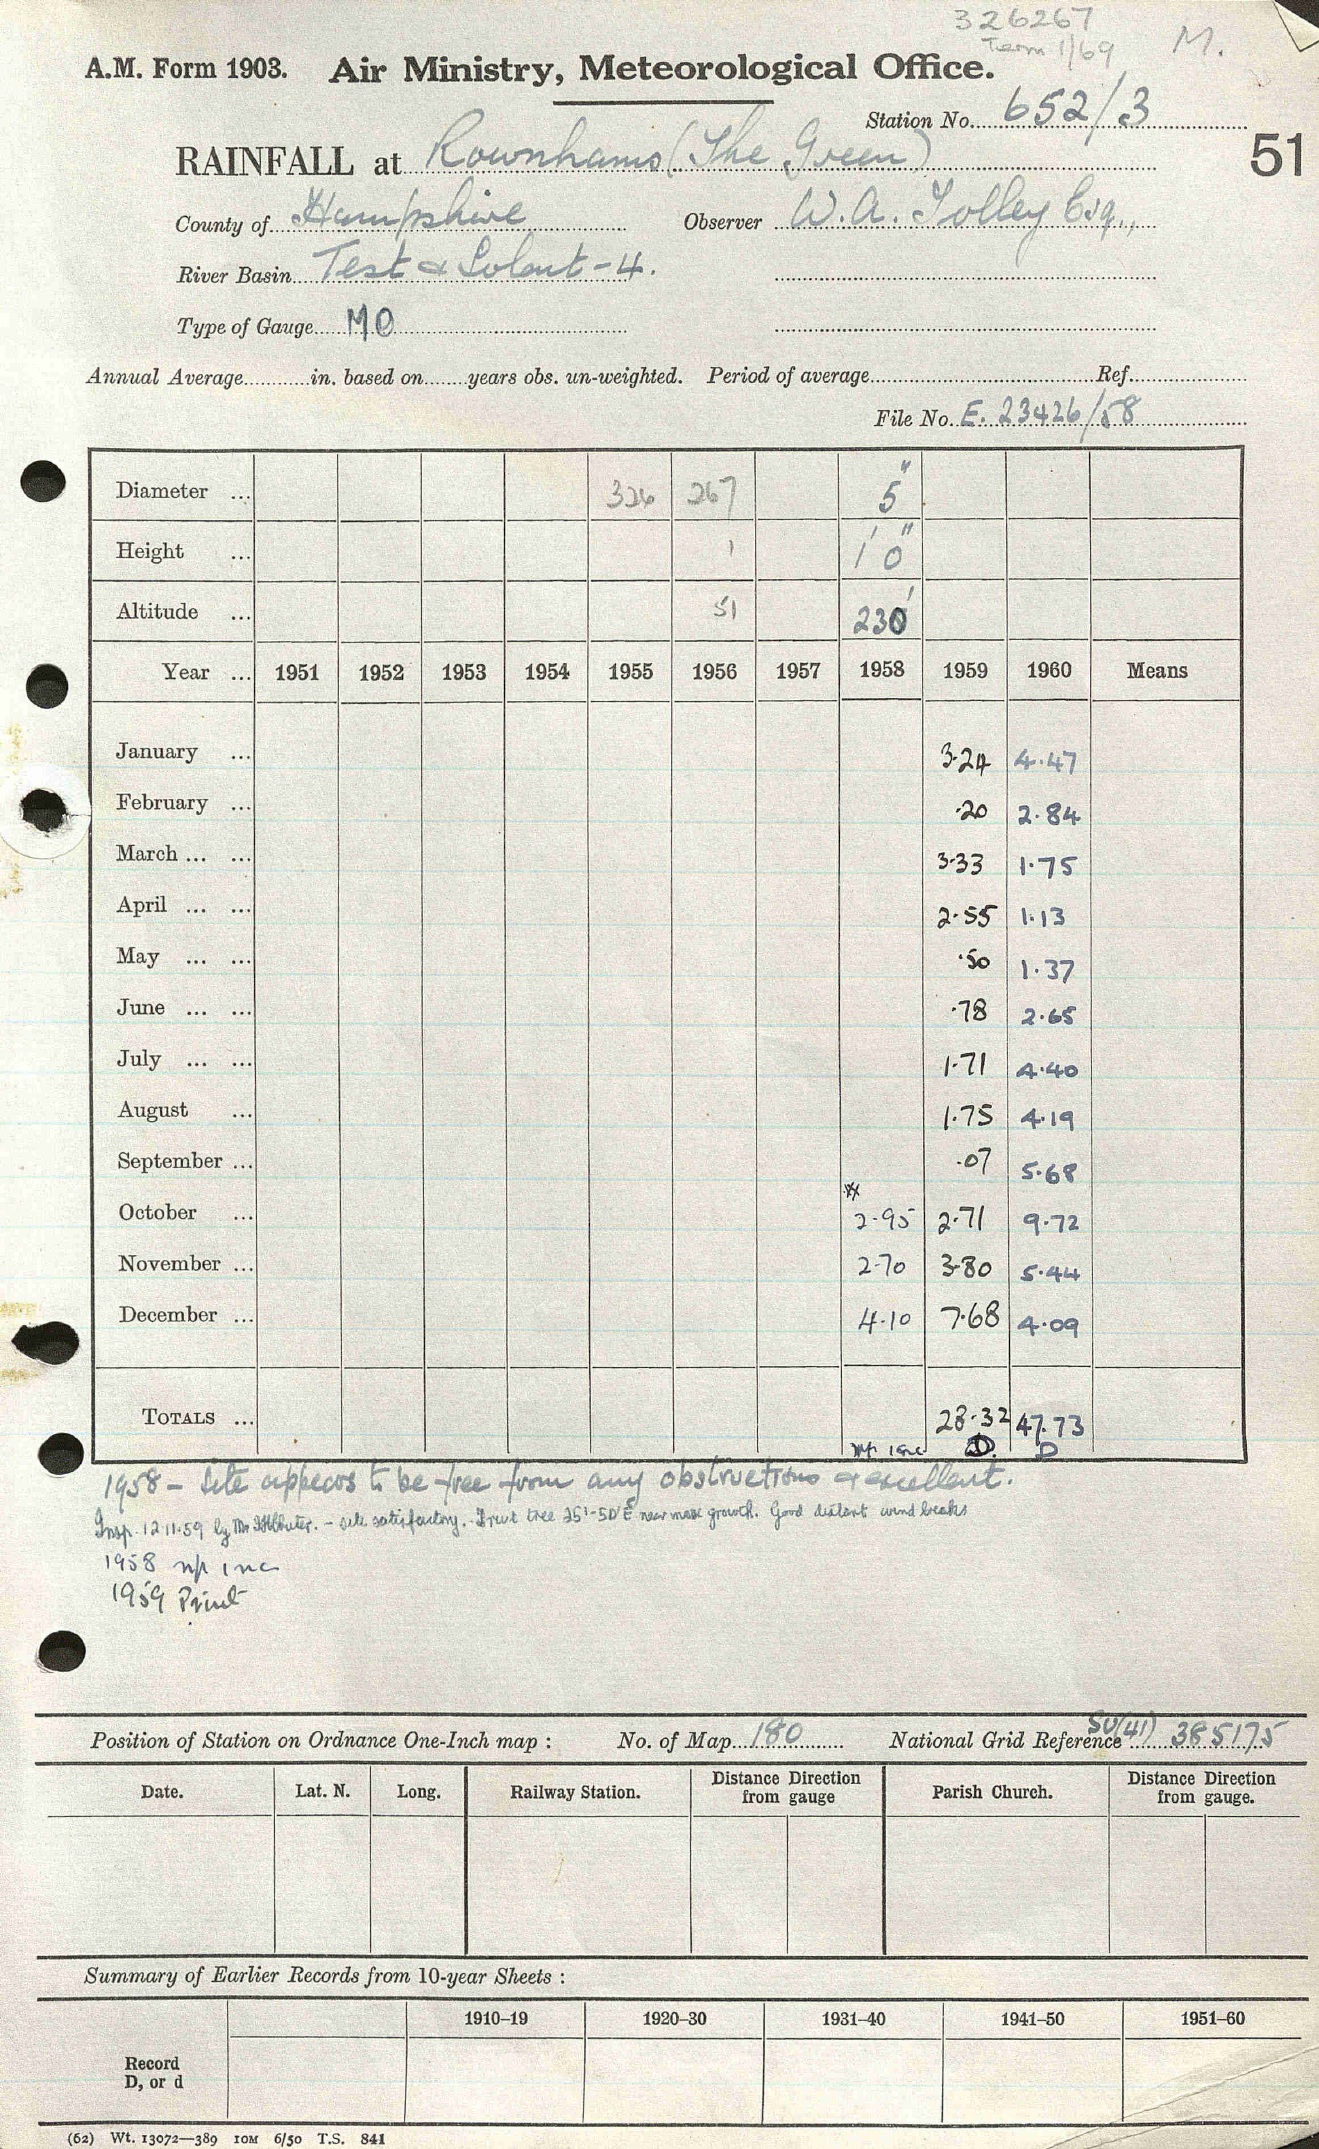 326267
Term 1/69
M.
A.M. Form 1903. Air Ministry, Meteorological Office.
Station No. 652/3
51
RAINFALL at Rownhams (The Green)
County of Hampshire Observer W.A. Tolley Esq.,
River Basin Test & Solent - 4.
Type of Gauge MO
Annual Average in. based on years obs. un-weighted. Period of average Ref.
File No. E. 23426/58
Diameter ... 326 267 5"
Height ... 1 1' 0"
Altitude ... 51 230'
Year ... 1951 1952 1953 1954 1955 1956 1957 1958 1959 1960 Means
January ... 3.24 4.47
February ... .20 2.84
March ... ... 3.33 1.75
April ... ... 2.55 1.13
May ... ... .50 1.37
June ... ... .78 2.65
July ... ... 1.71 4.40
August ... 1.75 4.19
September ... .07 5.68
October ... 2.95 2.71 9.72
November ... 2.70 3.80 5.44
December ... 4.10 7.68 4.09
TOTALS ... 28.32 47.73
np inc D D
1958 - Site appears to be free from any obstructions & excellent.
Insp. 12.11.59 by Mr - site satisfactory. Fruit tree 25'-50' E near max growth. Good distant wind breaks
1958 np inc
1959 Print
Position of Station on Ordnance One-Inch map : No. of Map 180 National Grid Reference SU(41) 385175
Date. Lat. N. Long. Railway Station. Distance Direction from gauge Parish Church. Distance Direction from gauge.
Summary of Earlier Records from 10-year Sheets :
1910–19 1920–30 1931–40 1941–50 1951–60
Record
D, or d
(62) Wt. 13072—389 10M 6/50 T.S. 841